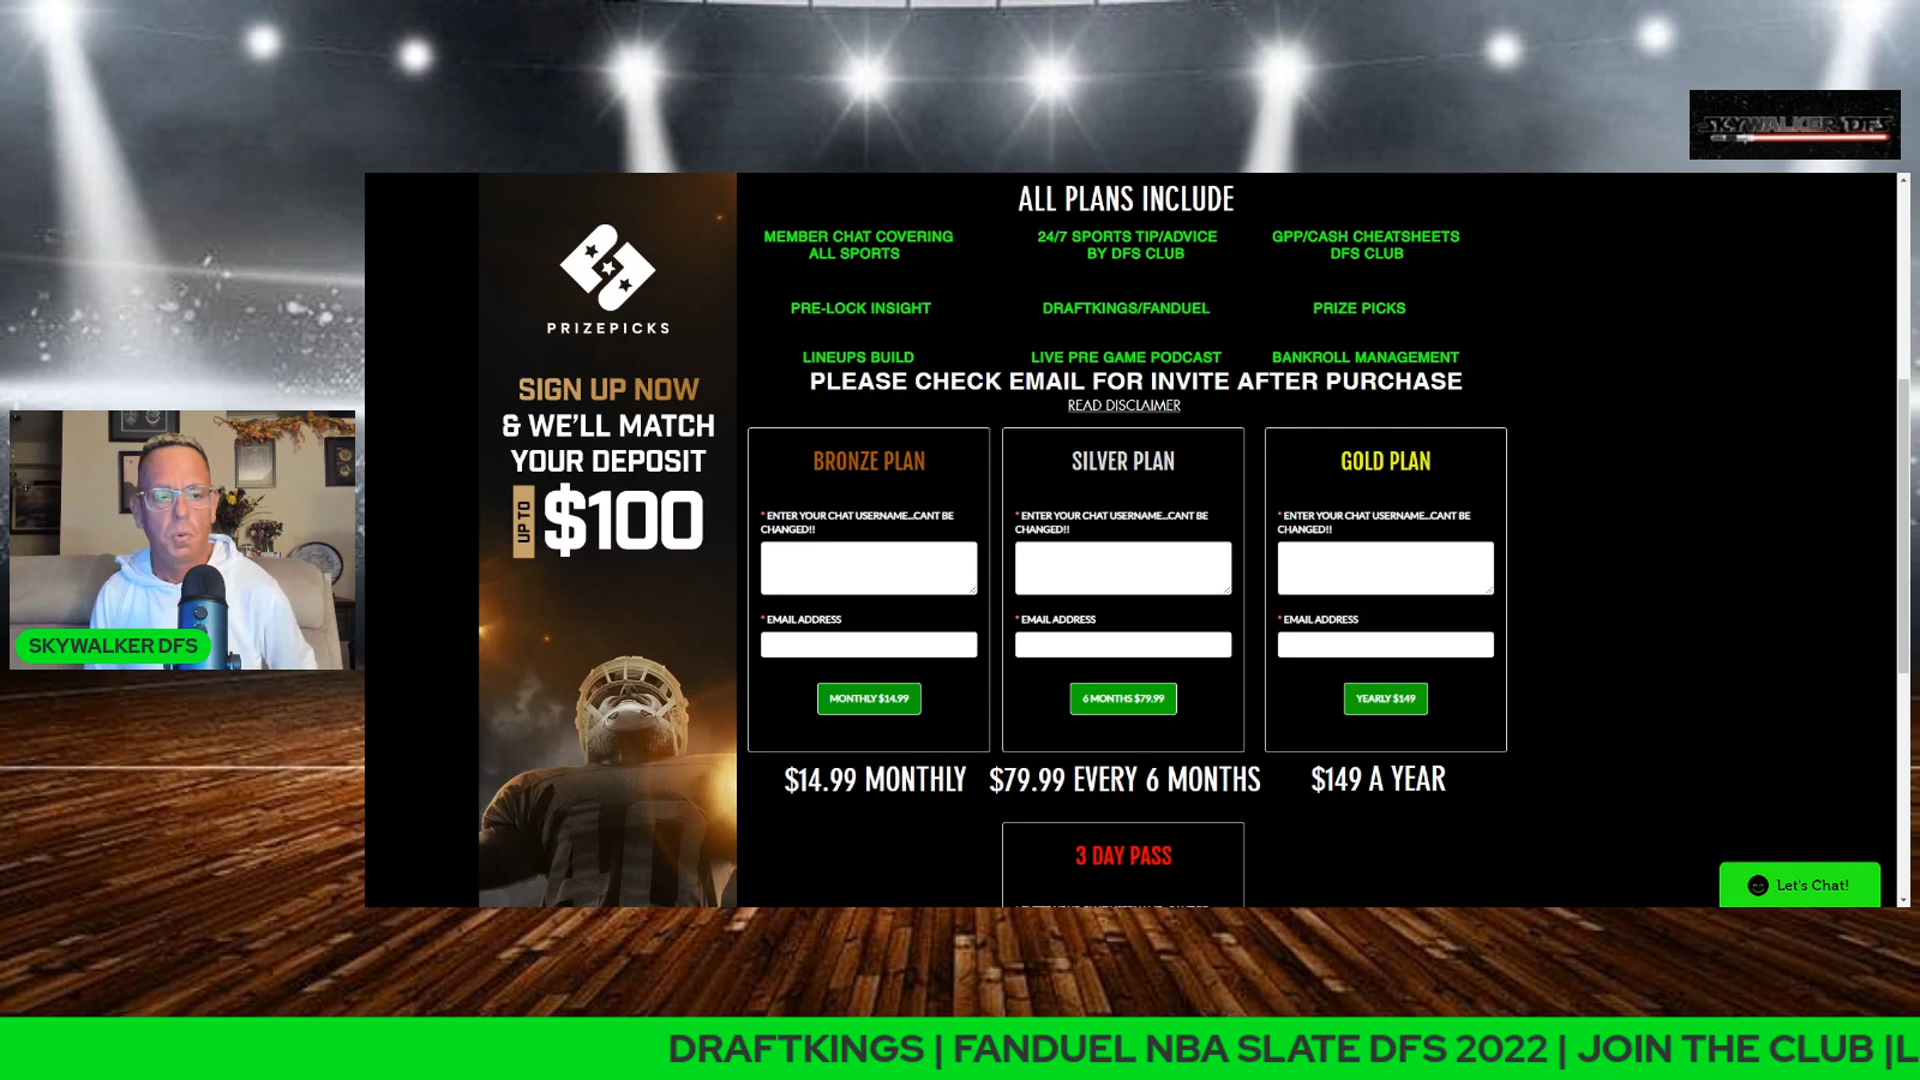 SKYWALKER DFS
PRIZEPICKS
SIGN UP NOW
& WE'LL MATCH
YOUR DEPOSIT
UP TO $100
ALL PLANS INCLUDE
MEMBER CHAT COVERING
ALL SPORTS
24/7 SPORTS TIP/ADVICE
BY DFS CLUB
GPP/CASH CHEATSHEETS
DFS CLUB
PRE-LOCK INSIGHT
DRAFTKINGS/FANDUEL
PRIZE PICKS
LINEUPS BUILD
LIVE PRE GAME PODCAST
BANKROLL MANAGEMENT
PLEASE CHECK EMAIL FOR INVITE AFTER PURCHASE
READ DISCLAIMER
BRONZE PLAN
* ENTER YOUR CHAT USERNAME...CANT BE
CHANGED!!
* EMAIL ADDRESS
MONTHLY $14.99
$14.99 MONTHLY
SILVER PLAN
* ENTER YOUR CHAT USERNAME...CANT BE
CHANGED!!
* EMAIL ADDRESS
6 MONTHS $79.99
$79.99 EVERY 6 MONTHS
GOLD PLAN
* ENTER YOUR CHAT USERNAME...CANT BE
CHANGED!!
* EMAIL ADDRESS
YEARLY $149
$149 A YEAR
3 DAY PASS
Let's Chat!
SKYWALKER DFS
DRAFTKINGS | FANDUEL NBA SLATE DFS 2022 | JOIN THE CLUB |L